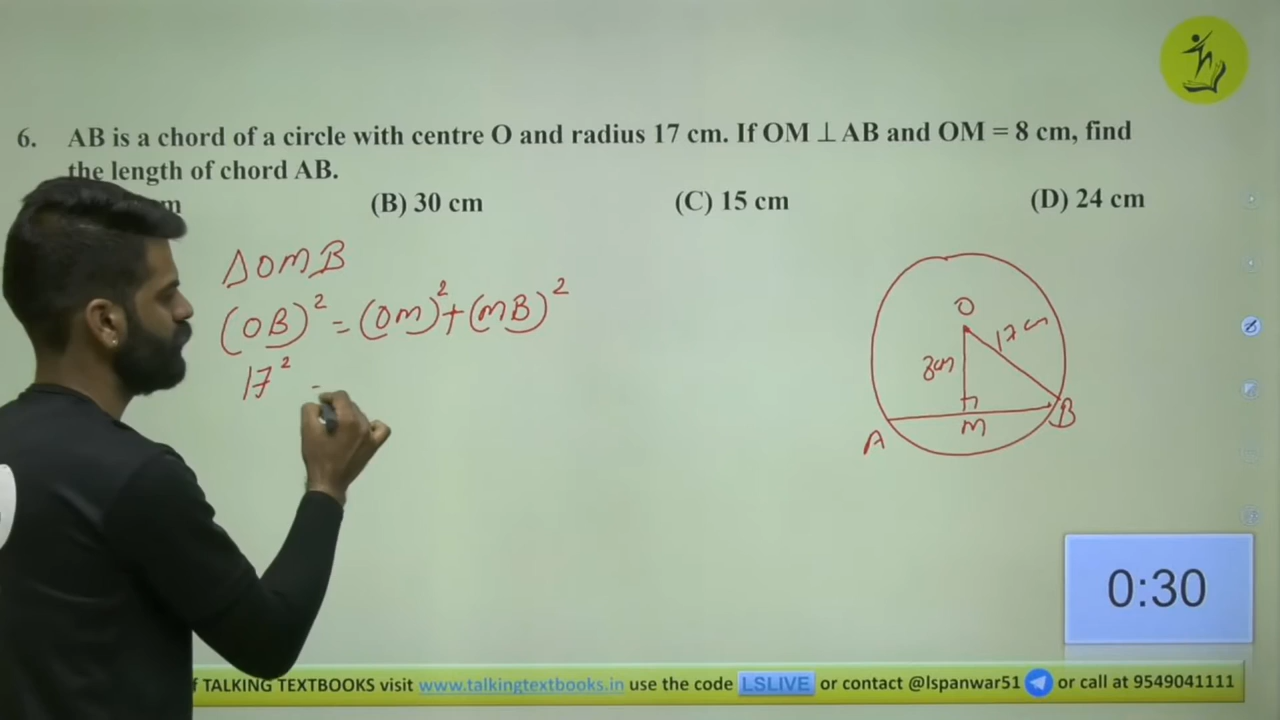 6. AB is a chord of a circle with centre O and radius 17 cm. If OM ⊥ AB and OM = 8 cm, find
the length of chord AB.
(B) 30 cm (C) 15 cm (D) 24 cm
ΔOMB
(OB)² = (OM)² + (MB)²
17² =
O
8cm 17cm
A M B
0:30
TALKING TEXTBOOKS visit www.talkingtextbooks.in use the code LSLIVE or contact @lspanwar51 or call at 9549041111